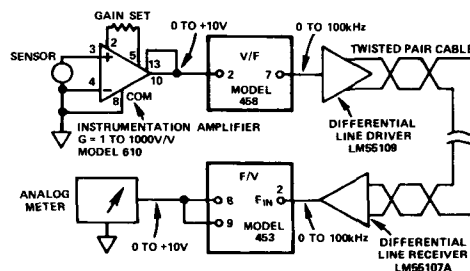 GAIN SET
0 TO +10V
0 TO 100kHz
SENSOR
3
2
+
5
13
10
4
−
8
COM
V/F
2
7
MODEL
458
TWISTED PAIR CABLE
INSTRUMENTATION AMPLIFIER
G = 1 TO 1000V/V
MODEL 610
DIFFERENTIAL
LINE DRIVER
LM55109
ANALOG
METER
0 TO +10V
F/V
8
9
2
EIN
MODEL
453
0 TO 100kHz
DIFFERENTIAL
LINE RECEIVER
LM55107A